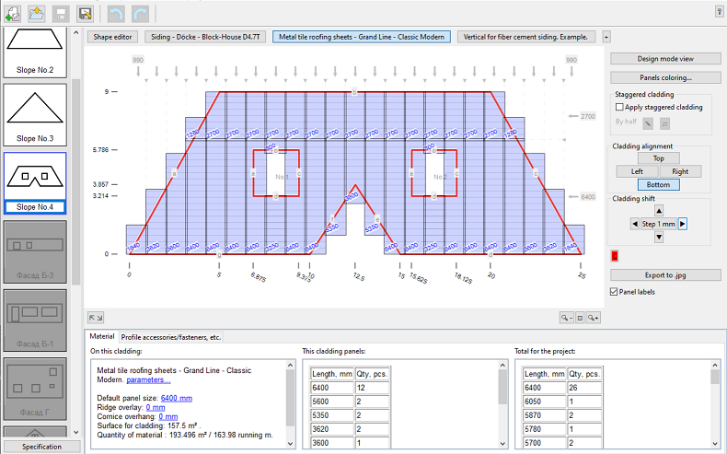 Shape editor
Siding - Döcke - Block-House D4.7T
Metal tile roofing sheets - Grand Line - Classic Modern
Vertical for fiber cement siding. Example.
Slope No.2
Slope No.3
Slope No.4
Фасад Б-3
Фасад Б-1
Фасад Г
Specification
990
990
9
5.786
3.857
3.214
0
2700
6400
No.1
No.2
0
5
6.875
9.375
10
12.5
15
15.625
18.125
20
25
Design mode view
Panels coloring...
Staggered cladding
Apply staggered cladding
By half
Cladding alignment
Top
Left
Right
Bottom
Cladding shift
Step 1 mm
Export to .jpg
Panel labels
Material
Profile accessories/fasteners, etc.
On this cladding:
Metal tile roofing sheets - Grand Line - Classic
Modern. parameters...
Default panel size: 6400 mm
Ridge overlay: 0 mm
Cornice overhang: 0 mm
Surface for cladding: 157.5 m² .
Quantity of material : 193.496 m² / 163.98 running m.
This cladding panels:
Length, mm Qty, pcs.
6400 12
5600 2
5350 2
3620 2
3600 1
Total for the project:
Length, mm Qty, pcs.
6400 26
6050 1
5870 2
5780 1
5700 2